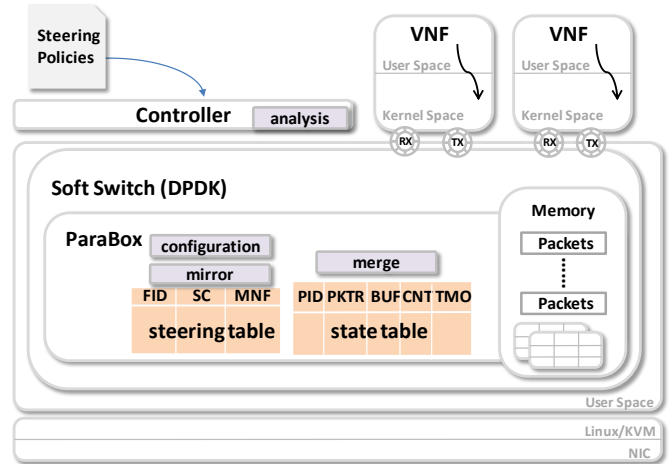 Steering
Policies
Controller
analysis
VNF
User Space
Kernel Space
RX
TX
VNF
User Space
Kernel Space
RX
TX
Soft Switch (DPDK)
ParaBox
configuration
mirror
FID SC MNF
steering table
merge
PID PKTR BUF CNT TMO
state table
Memory
Packets
Packets
User Space
Linux/KVM
NIC